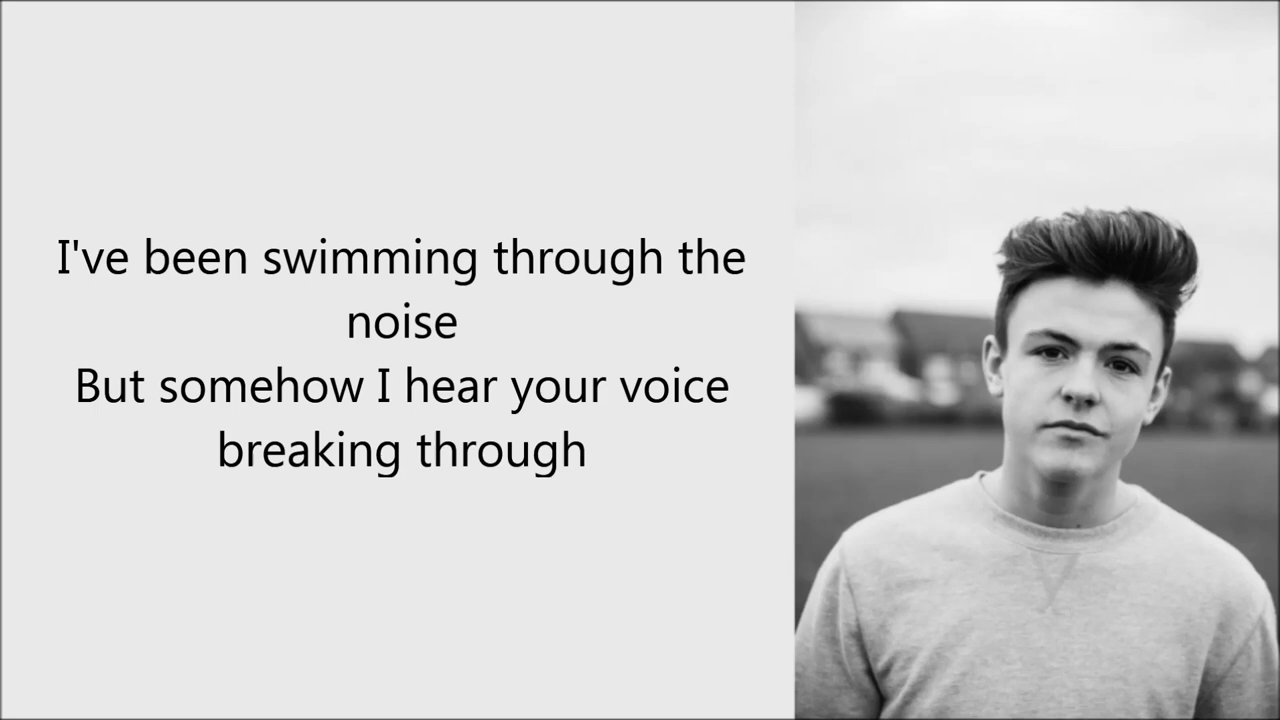 I've been swimming through the
noise
But somehow I hear your voice
breaking through